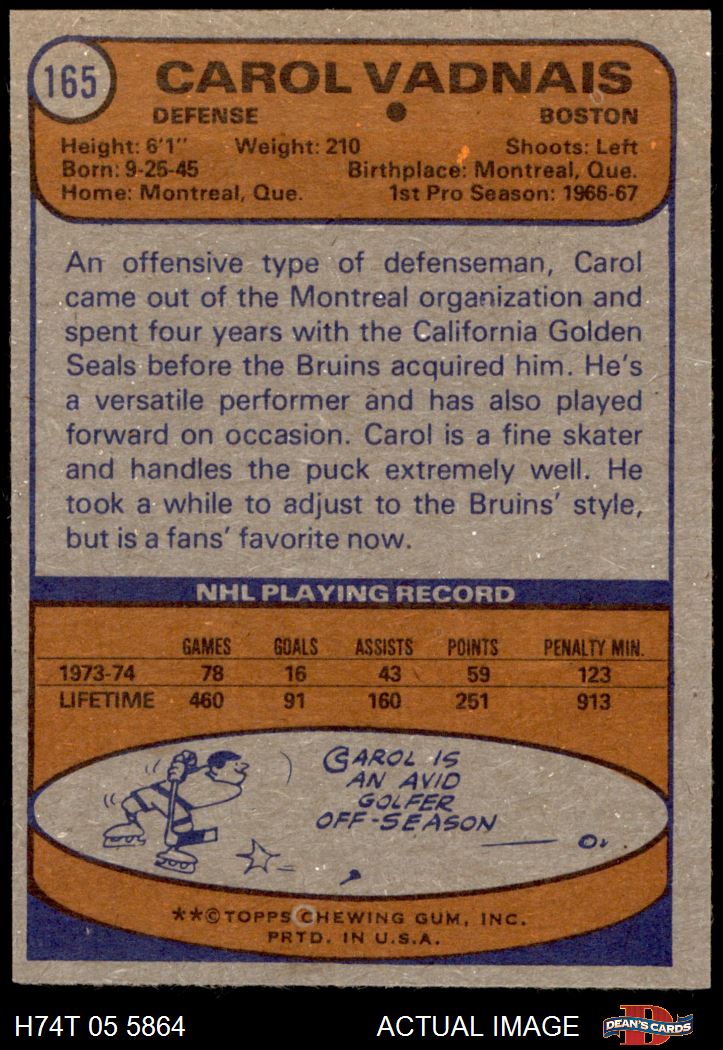 165
CAROL VADNAIS
DEFENSE BOSTON
Height: 6'1" Weight: 210 Shoots: Left
Born: 9-25-45 Birthplace: Montreal, Que.
Home: Montreal, Que. 1st Pro Season: 1966-67
An offensive type of defenseman, Carol
came out of the Montreal organization and
spent four years with the California Golden
Seals before the Bruins acquired him. He's
a versatile performer and has also played
forward on occasion. Carol is a fine skater
and handles the puck extremely well. He
took a while to adjust to the Bruins' style,
but is a fans' favorite now.
NHL PLAYING RECORD
GAMES GOALS ASSISTS POINTS PENALTY MIN.
1973-74 78 16 43 59 123
LIFETIME 460 91 160 251 913
CAROL IS
AN AVID
GOLFER
OFF-SEASON
**©TOPPS CHEWING GUM, INC.
PRTD. IN U.S.A.
H74T 05 5864 ACTUAL IMAGE D DEAN'S CARDS